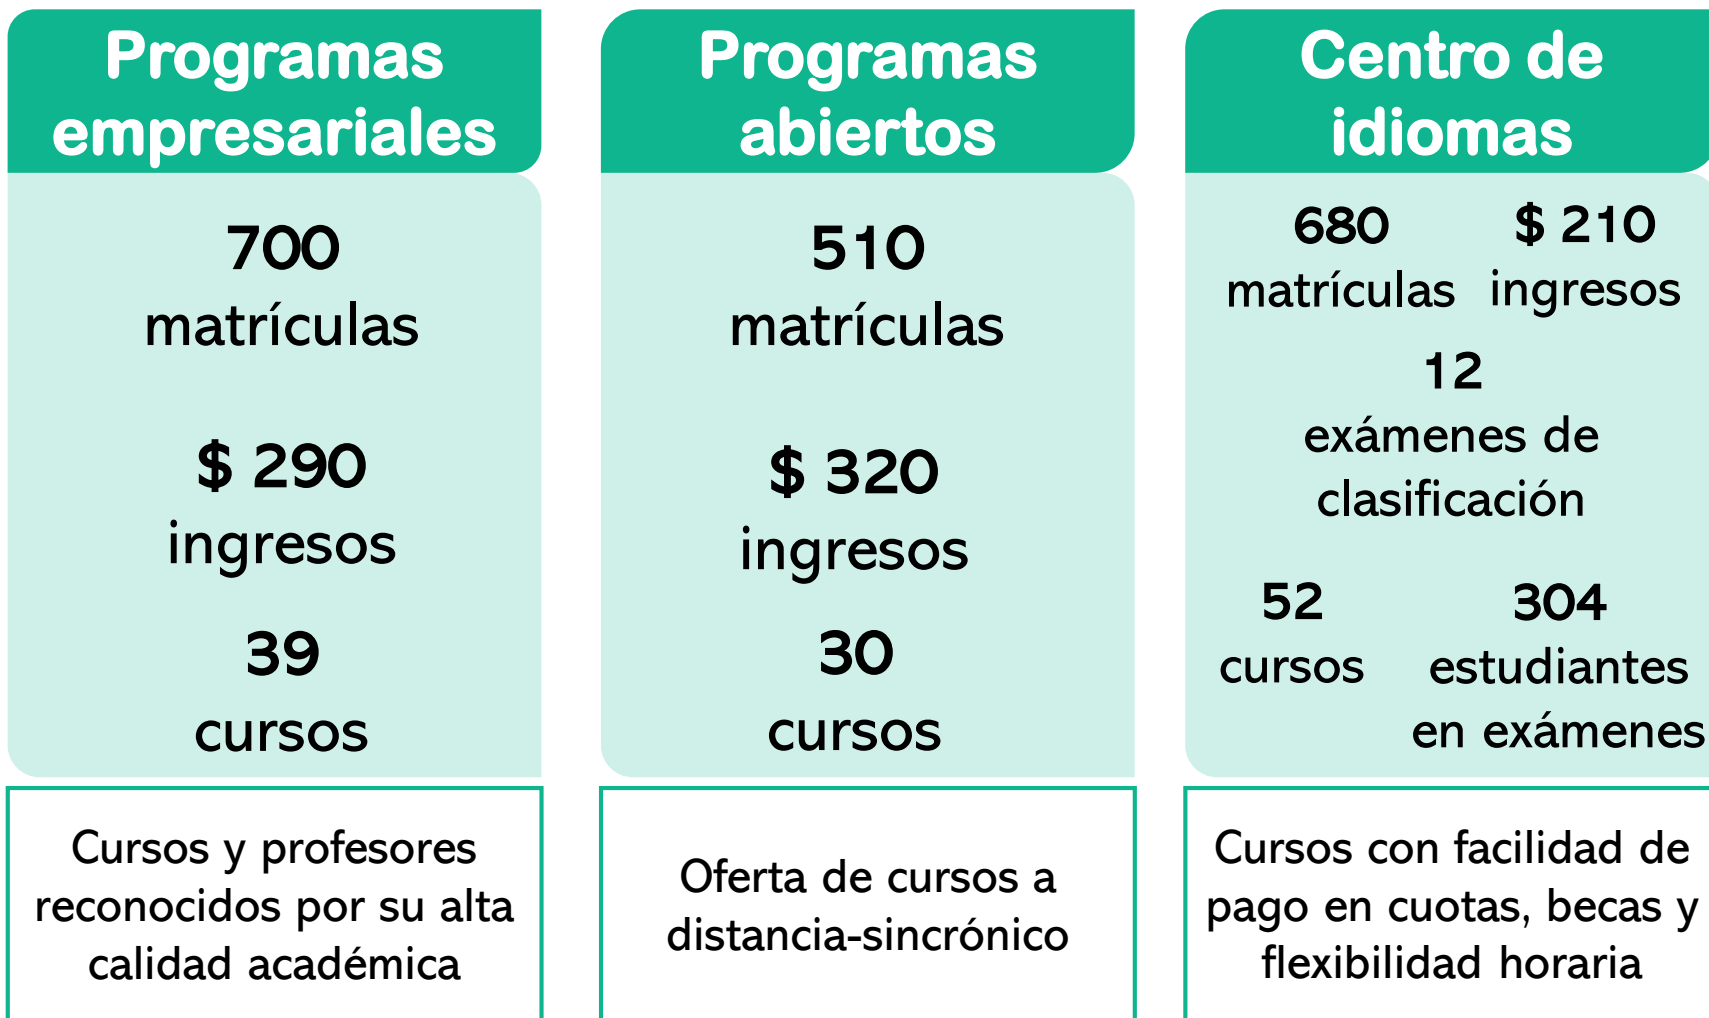 Programas
empresariales
700
matrículas
$ 290
ingresos
39
cursos
Cursos y profesores
reconocidos por su alta
calidad académica
Programas
abiertos
510
matrículas
$ 320
ingresos
30
cursos
Oferta de cursos a
distancia-sincrónico
Centro de
idiomas
680
matrículas
$ 210
ingresos
12
exámenes de
clasificación
52
cursos
304
estudiantes
en exámenes
Cursos con facilidad de
pago en cuotas, becas y
flexibilidad horaria